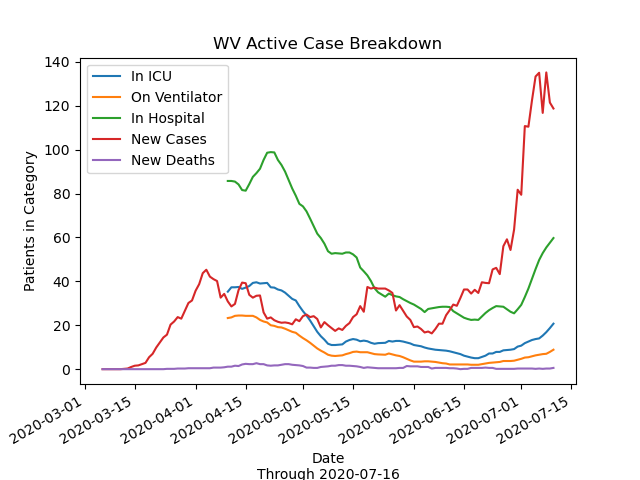 WV Active Case Breakdown
140
120
100
80
60
40
20
0
Patients in Category
In ICU
On Ventilator
In Hospital
New Cases
New Deaths
2020-03-01
2020-03-15
2020-04-01
2020-04-15
2020-05-01
2020-05-15
2020-06-01
2020-06-15
2020-07-01
2020-07-15
Date
Through 2020-07-16